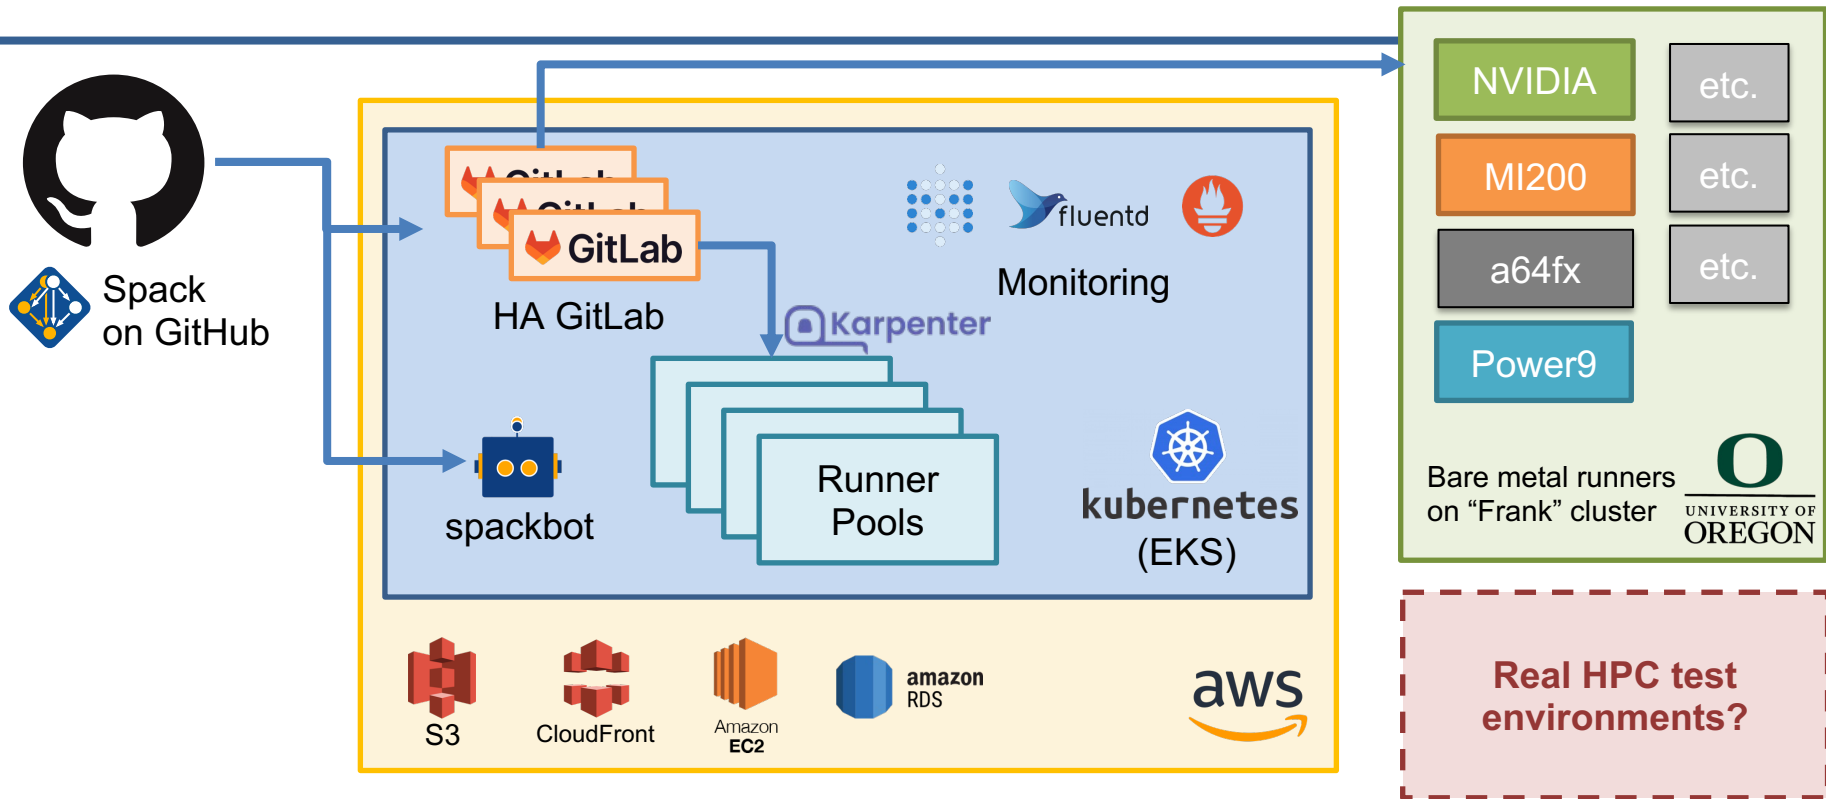 Spack
on GitHub
GitLab
GitLab
GitLab
HA GitLab
fluentd
Monitoring
Karpenter
Runner
Pools
spackbot
kubernetes
(EKS)
S3
CloudFront
Amazon
EC2
amazon
RDS
aws
NVIDIA
etc.
MI200
etc.
a64fx
etc.
Power9
Bare metal runners
on “Frank” cluster
O
UNIVERSITY OF
OREGON
Real HPC test
environments?